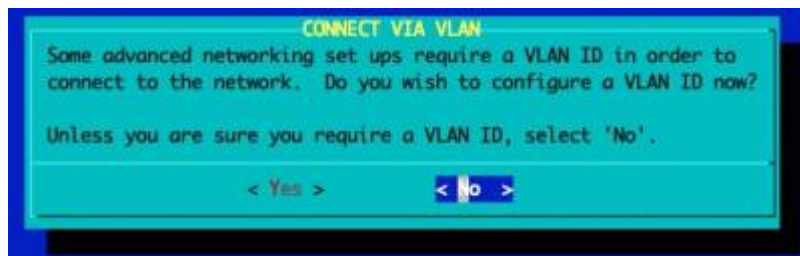 CONNECT VIA VLAN
Some advanced networking set ups require a VLAN ID in order to
connect to the network.  Do you wish to configure a VLAN ID now?
Unless you are sure you require a VLAN ID, select 'No'.
< Yes > < No >